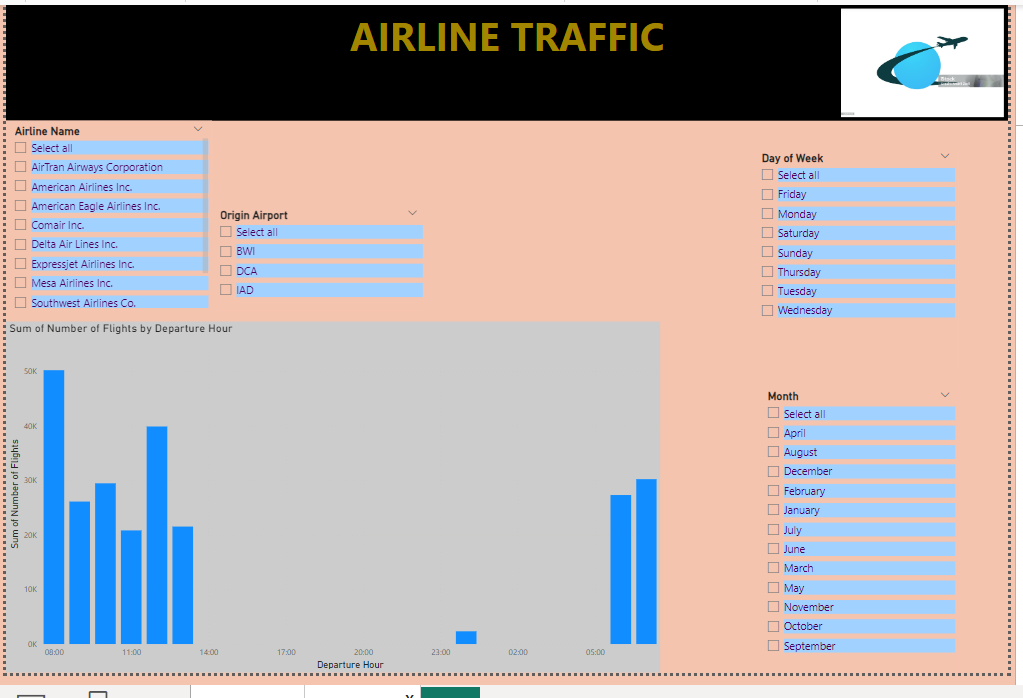 AIRLINE TRAFFIC
Airline Name
Select all
AirTran Airways Corporation
American Airlines Inc.
American Eagle Airlines Inc.
Comair Inc.
Delta Air Lines Inc.
Expressjet Airlines Inc.
Mesa Airlines Inc.
Southwest Airlines Co.
Origin Airport
Select all
BWI
DCA
IAD
Day of Week
Select all
Friday
Monday
Saturday
Sunday
Thursday
Tuesday
Wednesday
Sum of Number of Flights by Departure Hour
Sum of Number of Flights
50K
40K
30K
20K
10K
0K
08:00 11:00 14:00 17:00 20:00 23:00 02:00 05:00
Departure Hour
Month
Select all
April
August
December
February
January
July
June
March
May
November
October
September